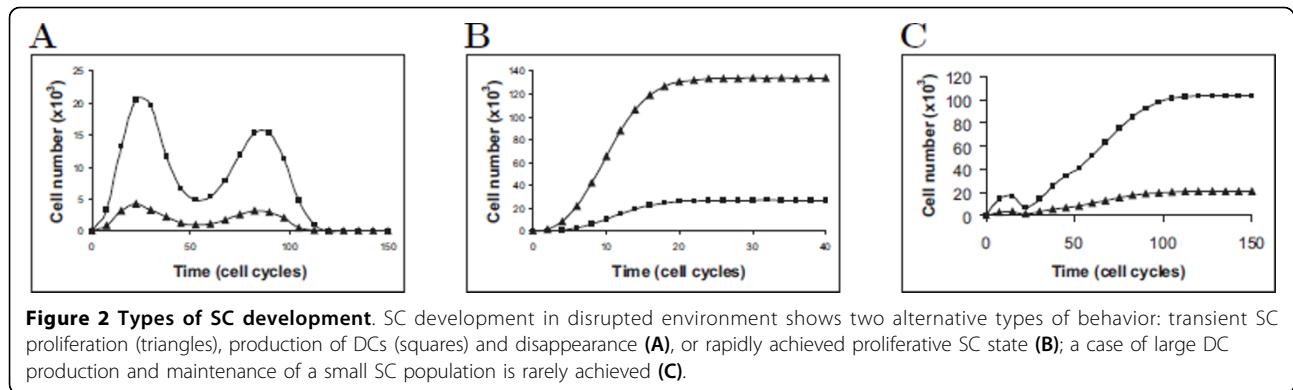 A
Cell number (x10³)
25
20
15
10
5
0
0
50
100
150
Time (cell cycles)
B
Cell number (x10³)
140
120
100
80
60
40
20
0
0
10
20
30
40
Time (cell cycles)
C
Cell number (x10³)
120
100
80
60
40
20
0
0
50
100
150
Time (cell cycles)
Figure 2 Types of SC development. SC development in disrupted environment shows two alternative types of behavior: transient SC
proliferation (triangles), production of DCs (squares) and disappearance (A), or rapidly achieved proliferative SC state (B); a case of large DC
production and maintenance of a small SC population is rarely achieved (C).